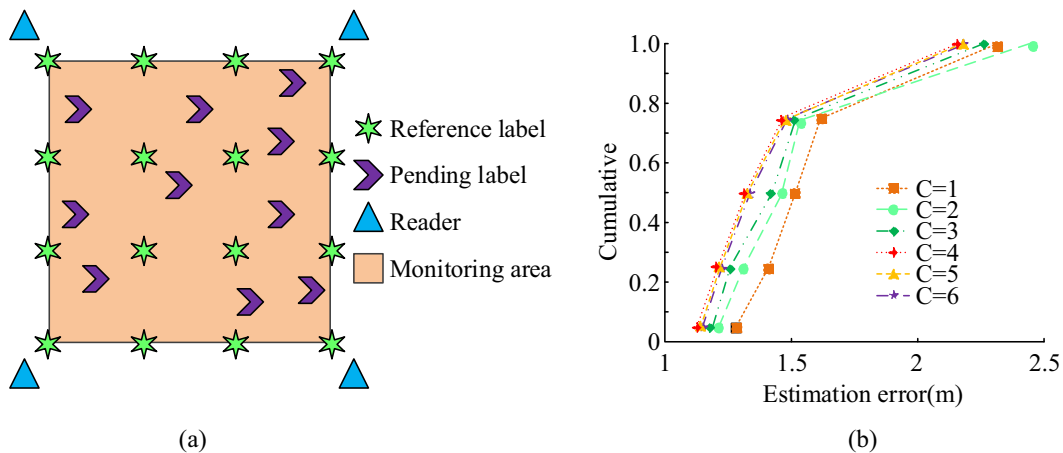 Reference label
Pending label
Reader
Monitoring area
(a)
Cumulative
1.0
0.8
0.6
0.4
0.2
0
1
1.5
2
2.5
C=1
C=2
C=3
C=4
C=5
C=6
Estimation error(m)
(b)